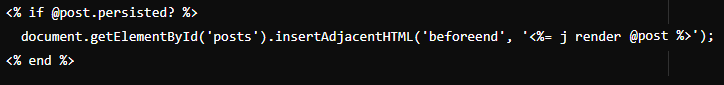 <% if @post.persisted? %>
  document.getElementById('posts').insertAdjacentHTML('beforeend', '<%= j render @post %>');
<% end %>